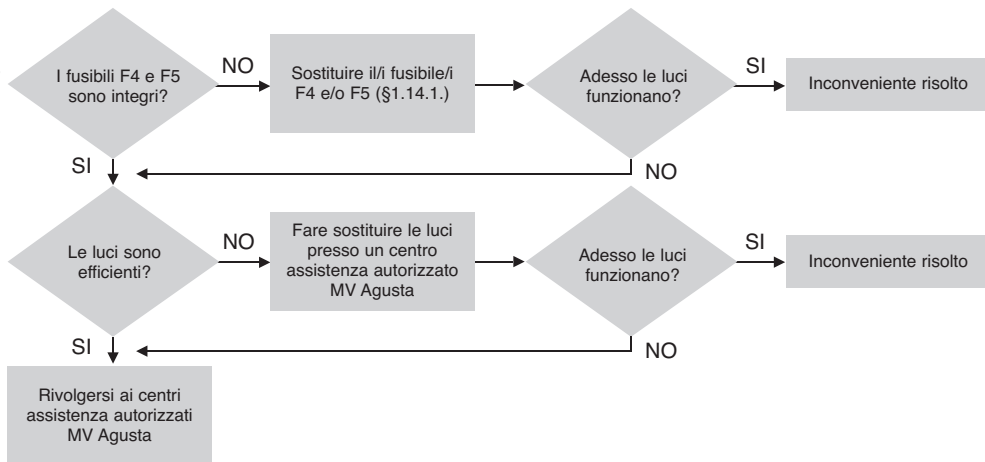 I fusibili F4 e F5
sono integri?
NO
Sostituire il/i fusibile/i
F4 e/o F5 (§1.14.1.)
Adesso le luci
funzionano?
SI
Inconveniente risolto
SI
NO
Le luci sono
efficienti?
NO
Fare sostituire le luci
presso un centro
assistenza autorizzato
MV Agusta
Adesso le luci
funzionano?
SI
Inconveniente risolto
SI
NO
Rivolgersi ai centri
assistenza autorizzati
MV Agusta